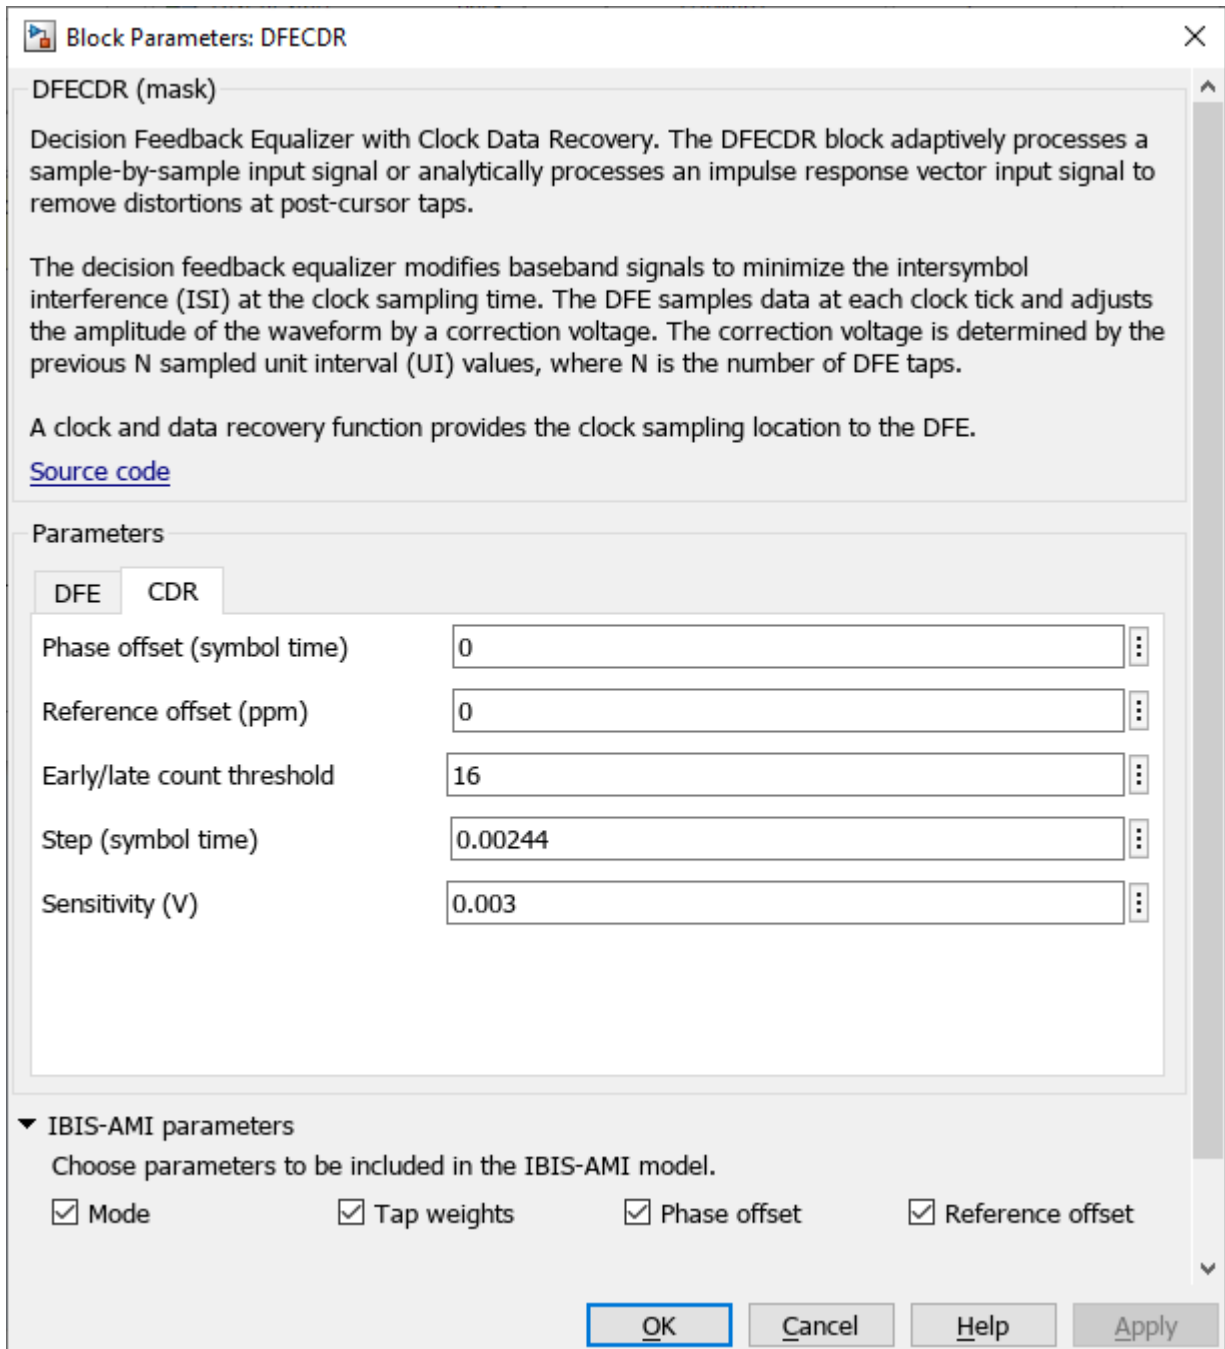 Block Parameters: DFECDR
DFECDR (mask)
Decision Feedback Equalizer with Clock Data Recovery. The DFECDR block adaptively processes a
sample-by-sample input signal or analytically processes an impulse response vector input signal to
remove distortions at post-cursor taps.
The decision feedback equalizer modifies baseband signals to minimize the intersymbol
interference (ISI) at the clock sampling time. The DFE samples data at each clock tick and adjusts
the amplitude of the waveform by a correction voltage. The correction voltage is determined by the
previous N sampled unit interval (UI) values, where N is the number of DFE taps.
A clock and data recovery function provides the clock sampling location to the DFE.
Source code
Parameters
DFE CDR
Phase offset (symbol time) 0
Reference offset (ppm) 0
Early/late count threshold 16
Step (symbol time) 0.00244
Sensitivity (V) 0.003
IBIS-AMI parameters
Choose parameters to be included in the IBIS-AMI model.
Mode Tap weights Phase offset Reference offset
OK Cancel Help Apply